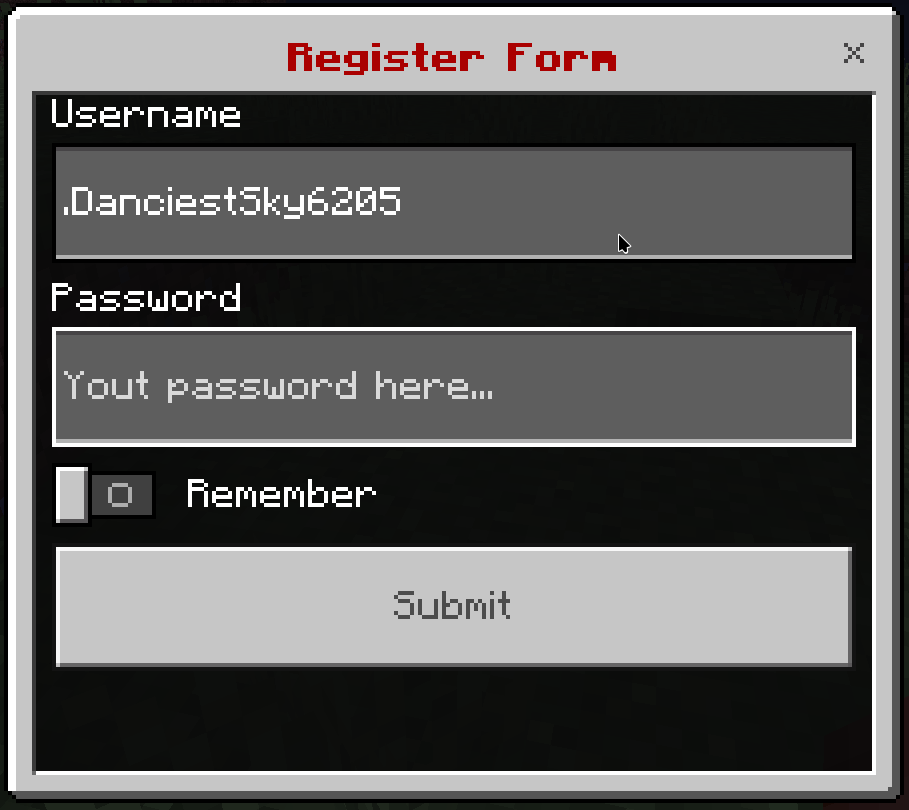 Register Form
Username
.DanciestSky6205
Password
Yout password here...
Remember
Submit